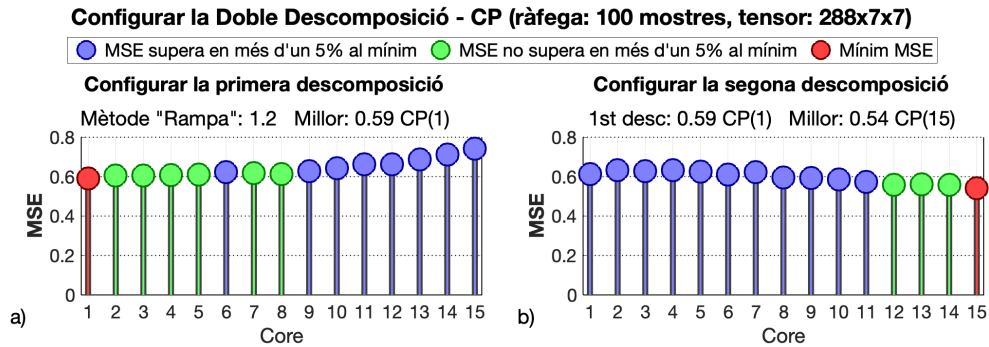 Configurar la Doble Descomposició - CP (ràfega: 100 mostres, tensor: 288x7x7)
MSE supera en més d'un 5% al mínim MSE no supera en més d'un 5% al mínim Mínim MSE
Configurar la primera descomposició
Mètode "Rampa": 1.2 Millor: 0.59 CP(1)
0.8
0.6
0.4
0.2
0
MSE
1 2 3 4 5 6 7 8 9 10 11 12 13 14 15
Core
a)
Configurar la segona descomposició
1st desc: 0.59 CP(1) Millor: 0.54 CP(15)
0.8
0.6
0.4
0.2
0
MSE
1 2 3 4 5 6 7 8 9 10 11 12 13 14 15
Core
b)